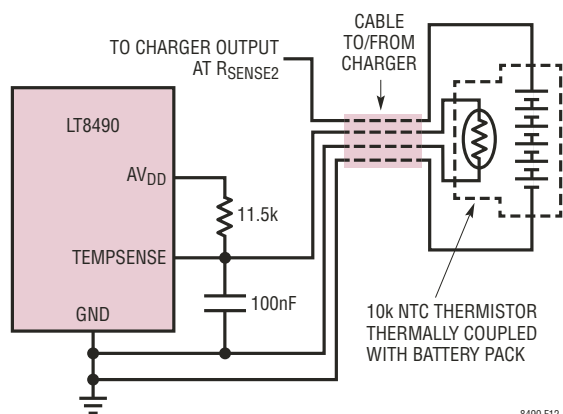 CABLE
TO/FROM
CHARGER
TO CHARGER OUTPUT
AT RSENSE2
LT8490
AVDD
11.5k
TEMPSENSE
100nF
GND
10k NTC THERMISTOR
THERMALLY COUPLED
WITH BATTERY PACK
8490 F12